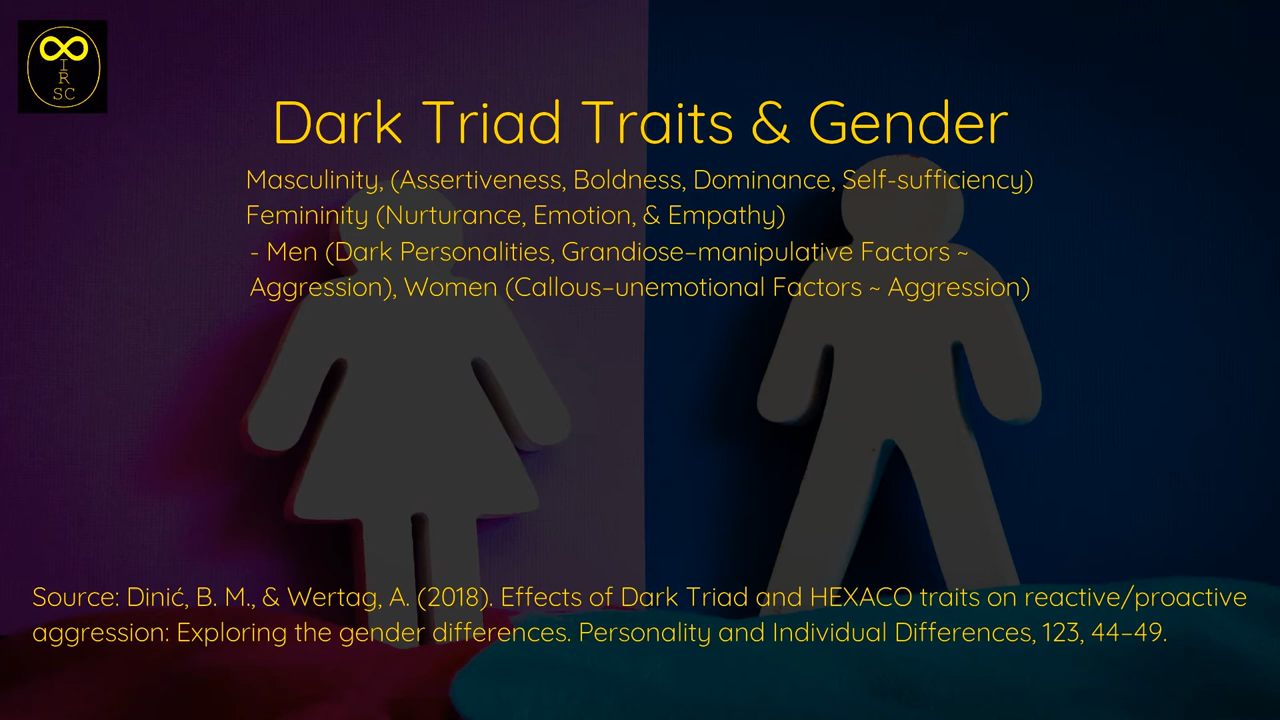 ∞
I
R
SC
Dark Triad Traits & Gender
Masculinity, (Assertiveness, Boldness, Dominance, Self-sufficiency)
Femininity (Nurturance, Emotion, & Empathy)
- Men (Dark Personalities, Grandiose–manipulative Factors ~
Aggression), Women (Callous–unemotional Factors ~ Aggression)
Source: Dinić, B. M., & Wertag, A. (2018). Effects of Dark Triad and HEXACO traits on reactive/proactive
aggression: Exploring the gender differences. Personality and Individual Differences, 123, 44–49.